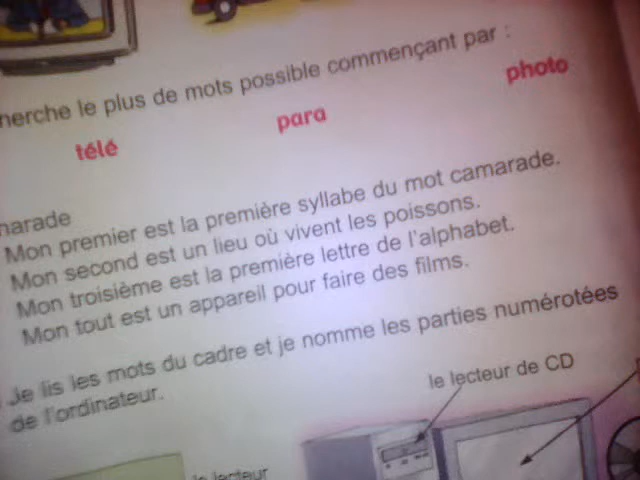 herche le plus de mots possible commençant par :
télé para photo
harade
Mon premier est la première syllabe du mot camarade.
Mon second est un lieu où vivent les poissons.
Mon troisième est la première lettre de l'alphabet.
Mon tout est un appareil pour faire des films.
Je lis les mots du cadre et je nomme les parties numérotées
de l'ordinateur.
le lecteur de CD
le lecteur